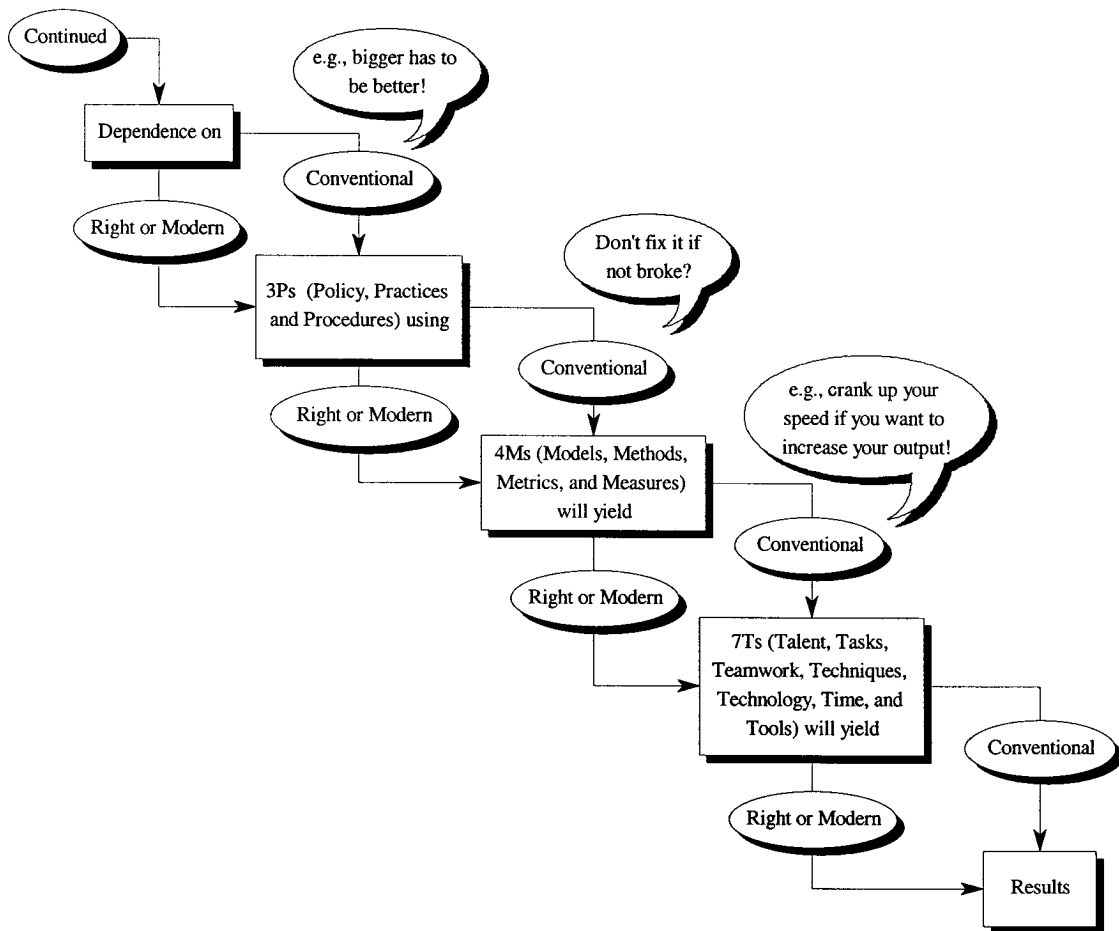 Continued
e.g., bigger has to
be better!
Dependence on
Conventional
Right or Modern
Don't fix it if
not broke?
3Ps (Policy, Practices
and Procedures) using
Conventional
Right or Modern
e.g., crank up your
speed if you want to
increase your output!
4Ms (Models, Methods,
Metrics, and Measures)
will yield
Conventional
Right or Modern
7Ts (Talent, Tasks,
Teamwork, Techniques,
Technology, Time, and
Tools) will yield
Conventional
Right or Modern
Results